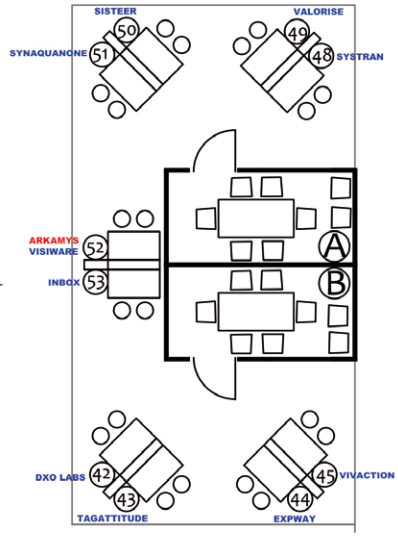 SISTEER
VALORISE
50
49
SYNAQUANONE
51
48
SYSTRAN
ARKAMYS
52
VISIWARE
A
INBOX
53
B
DXO LABS
42
45
VIVACTION
43
44
TAGATTITUDE
EXPWAY